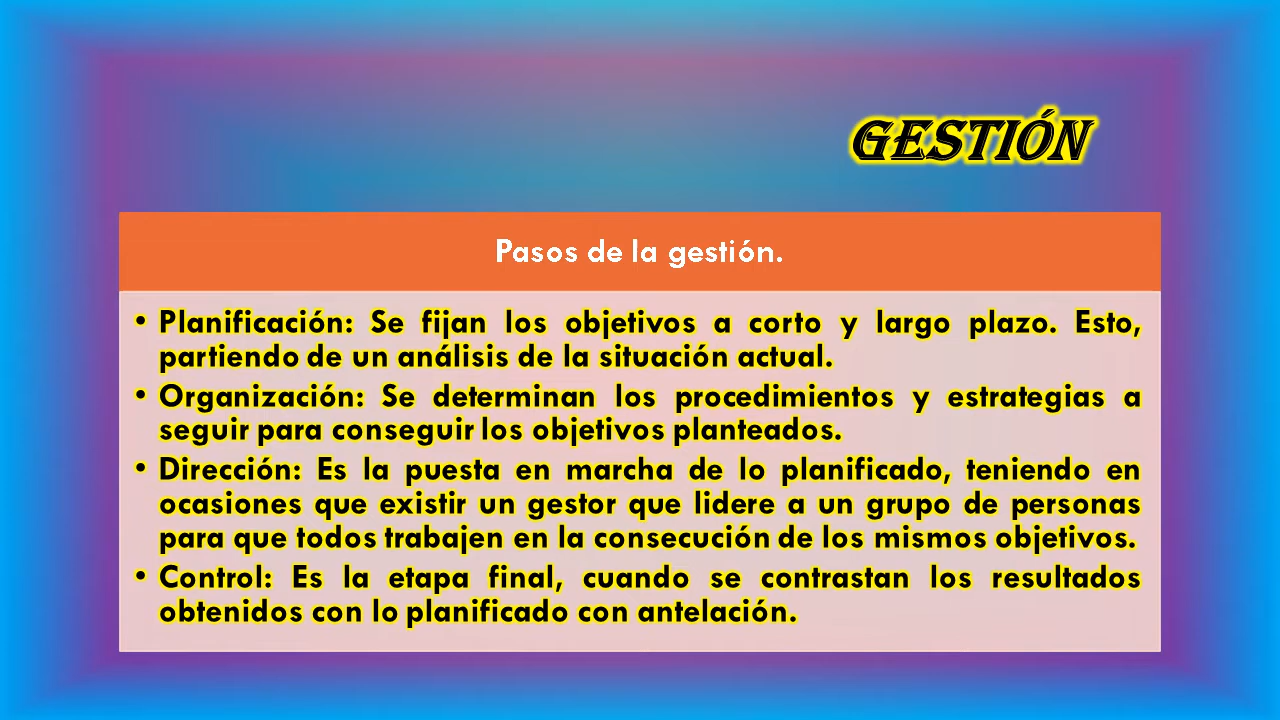 GESTIÓN
Pasos de la gestión.
• Planificación: Se fijan los objetivos a corto y largo plazo. Esto,
partiendo de un análisis de la situación actual.
• Organización: Se determinan los procedimientos y estrategias a
seguir para conseguir los objetivos planteados.
• Dirección: Es la puesta en marcha de lo planificado, teniendo en
ocasiones que existir un gestor que lidere a un grupo de personas
para que todos trabajen en la consecución de los mismos objetivos.
• Control: Es la etapa final, cuando se contrastan los resultados
obtenidos con lo planificado con antelación.